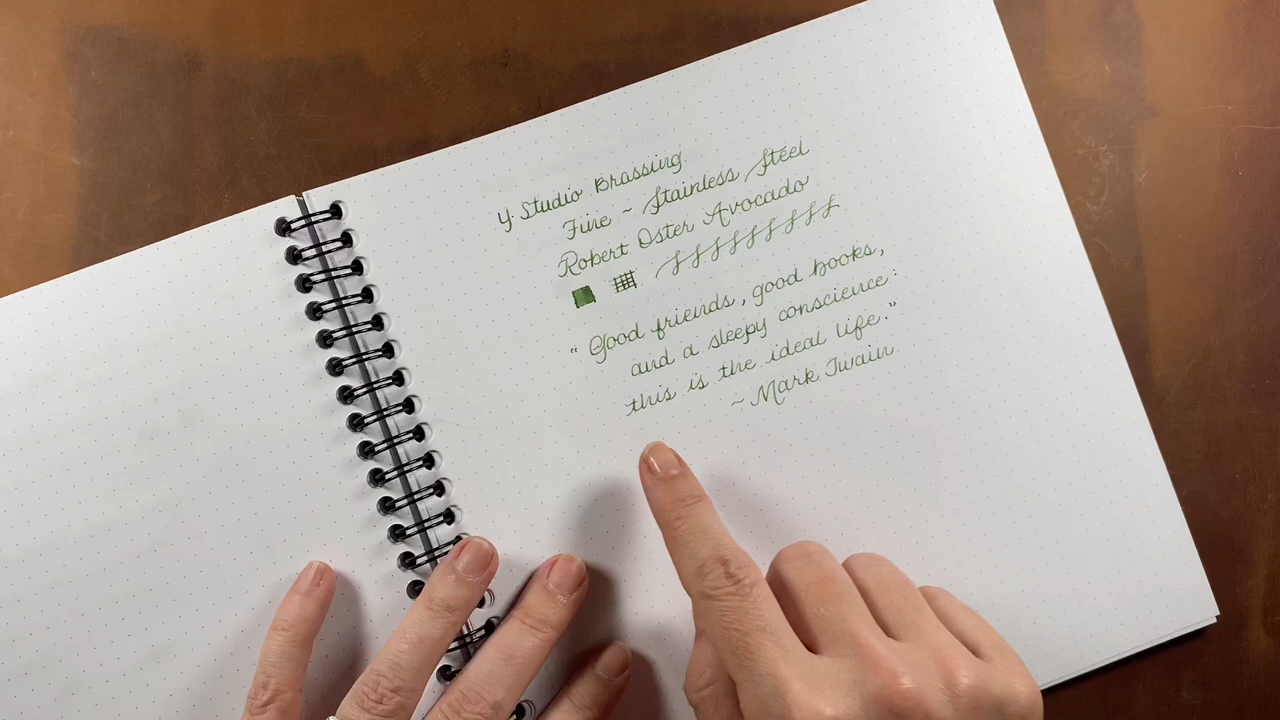 y. Studio Brassing
Fine ~ Stainless Steel
Robert Oster Avocado
"Good friends, good books,
and a sleepy conscience:
this is the ideal life."
~ Mark Twain